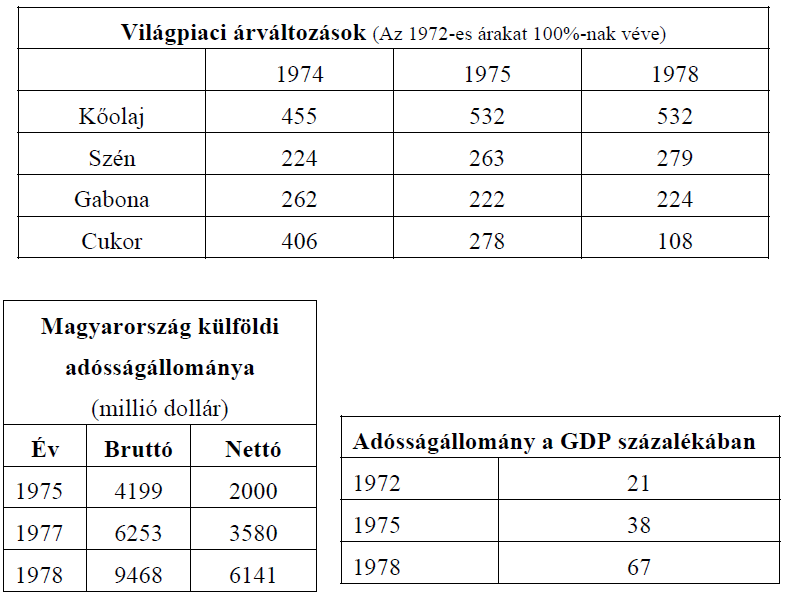 Világpiaci árváltozások (Az 1972-es árakat 100%-nak véve)
1974 1975 1978
Kőolaj 455 532 532
Szén 224 263 279
Gabona 262 222 224
Cukor 406 278 108
Magyarország külföldi
adósságállománya
(millió dollár)
Év Bruttó Nettó
1975 4199 2000
1977 6253 3580
1978 9468 6141
Adósságállomány a GDP százalékában
1972 21
1975 38
1978 67